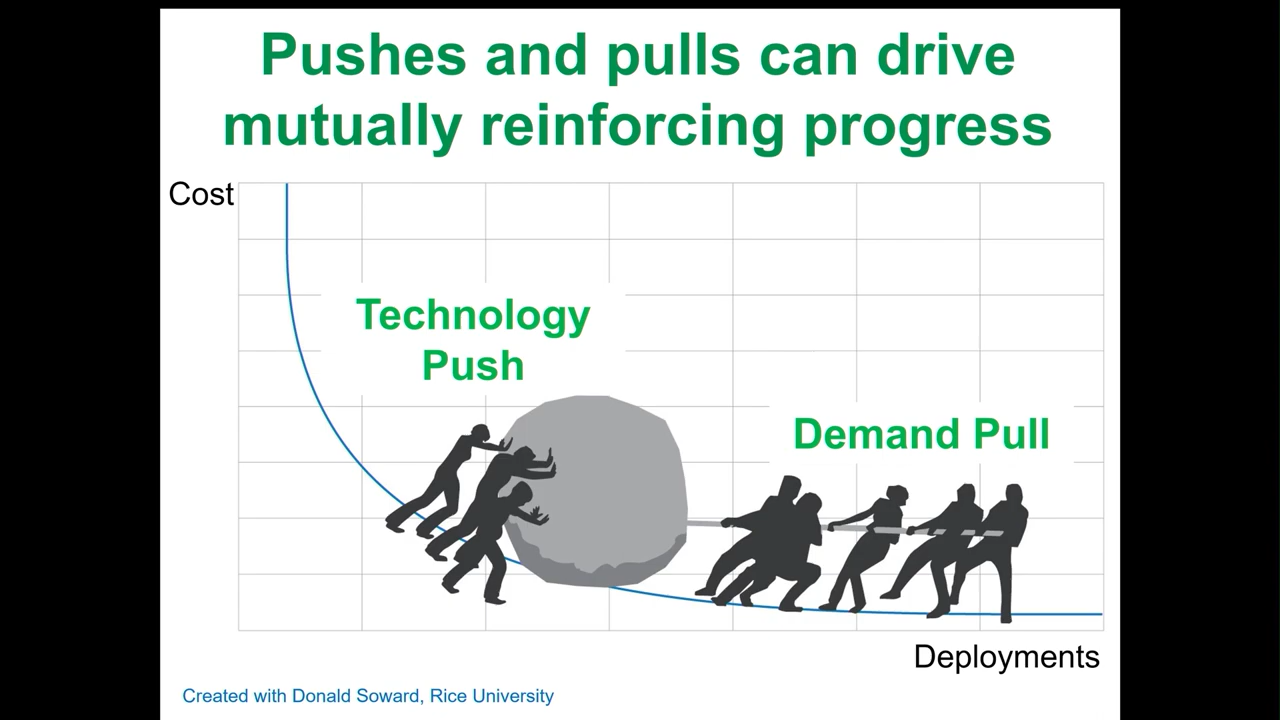 Pushes and pulls can drive
mutually reinforcing progress
Cost
Technology
Push
Demand Pull
Deployments
Created with Donald Soward, Rice University